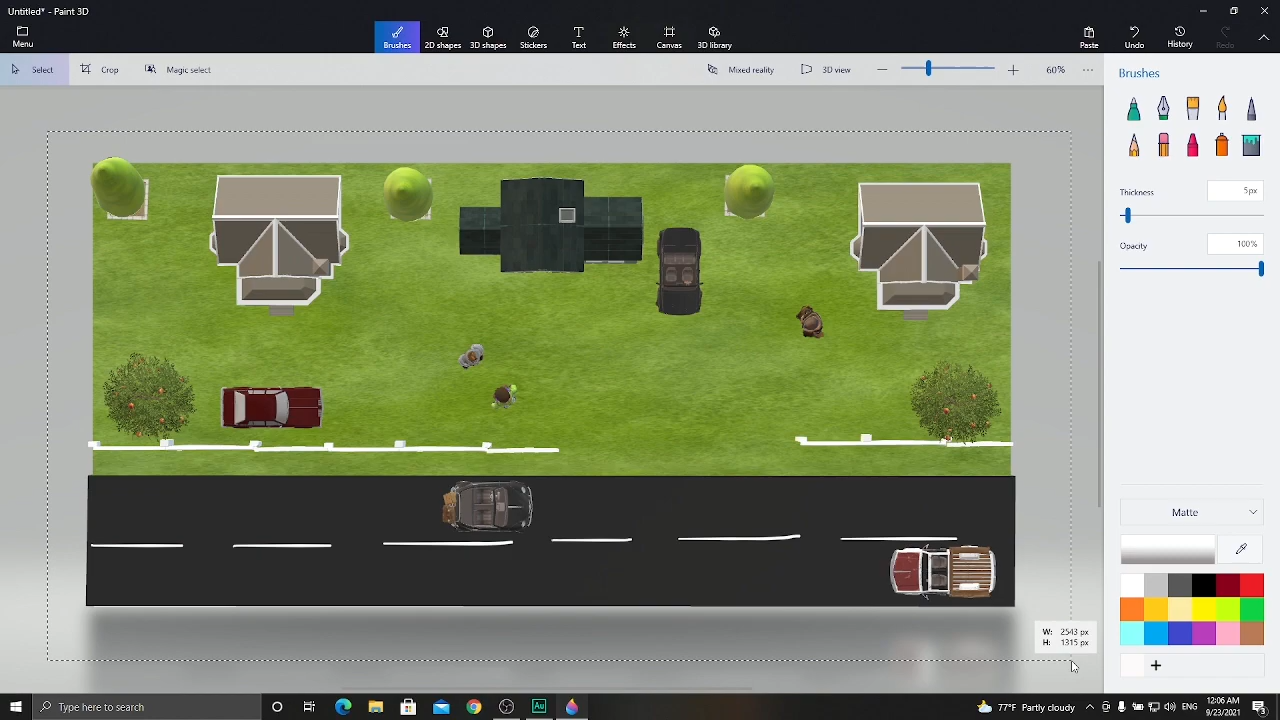 Untitled* - Paint 3D
Menu
Brushes
2D shapes
3D shapes
Stickers
Text
Effects
Canvas
3D library
Paste
Undo
History
Redo
Select
Crop
Magic select
Mixed reality
3D view
60%
Brushes
Thickness
5px
Opacity
100%
Matte
W: 2543 px
H: 1315 px
Type here to search
Au
77°F Partly cloudy
ENG
12:06 AM
9/23/2021
3